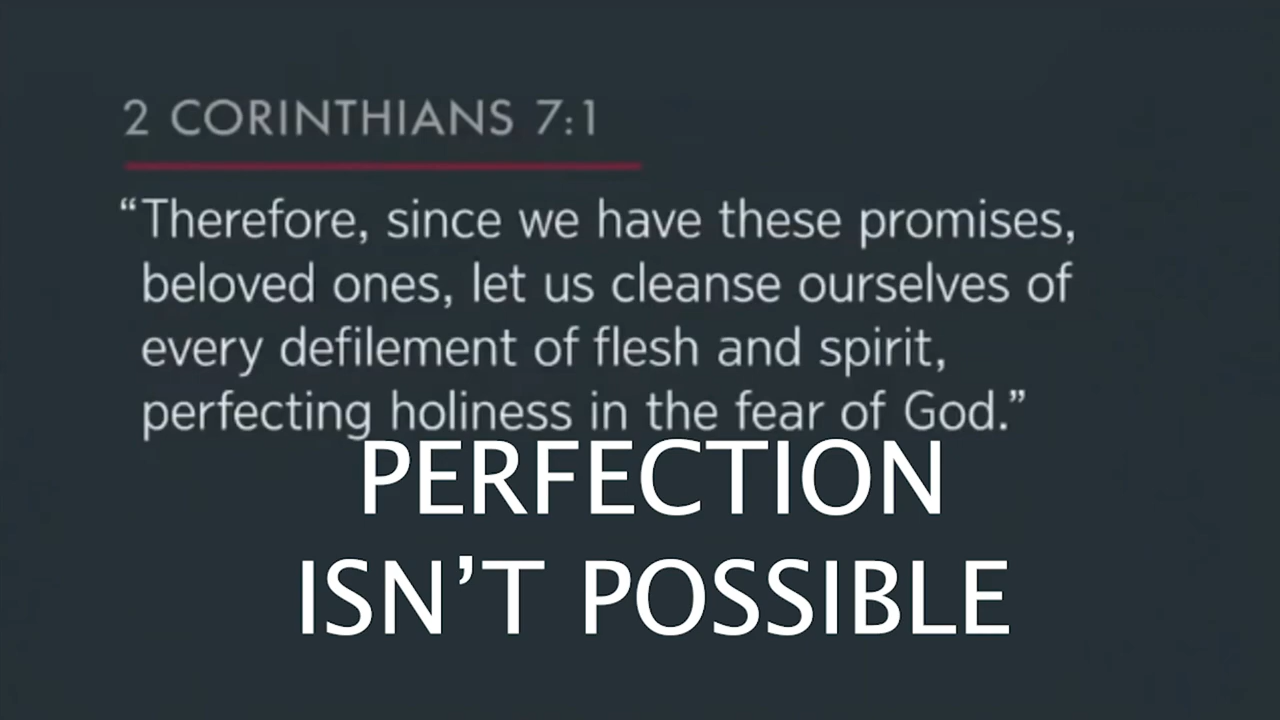 2 CORINTHIANS 7:1
“Therefore, since we have these promises,
beloved ones, let us cleanse ourselves of
every defilement of flesh and spirit,
perfecting holiness in the fear of God.”
PERFECTION
ISN’T POSSIBLE